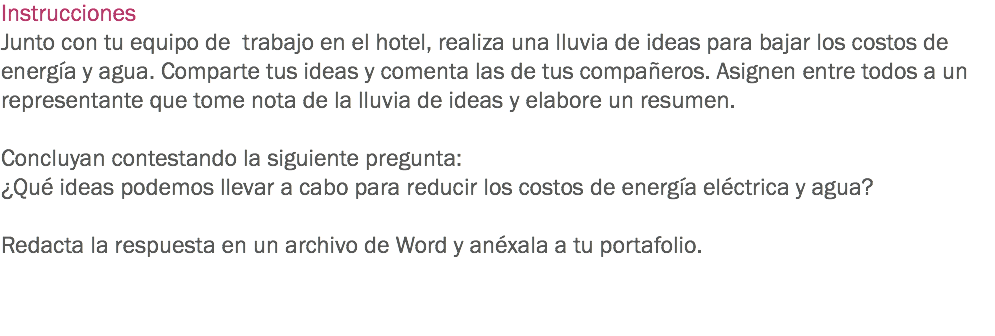 Instrucciones
Junto con tu equipo de  trabajo en el hotel, realiza una lluvia de ideas para bajar los costos de
energía y agua. Comparte tus ideas y comenta las de tus compañeros. Asignen entre todos a un
representante que tome nota de la lluvia de ideas y elabore un resumen.
Concluyan contestando la siguiente pregunta:
¿Qué ideas podemos llevar a cabo para reducir los costos de energía eléctrica y agua?
Redacta la respuesta en un archivo de Word y anéxala a tu portafolio.